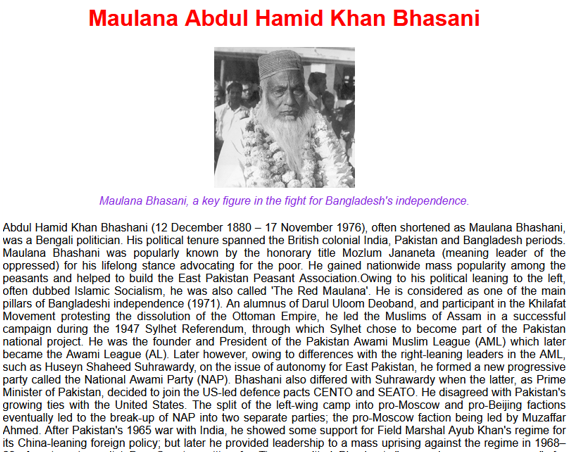 Maulana Abdul Hamid Khan Bhasani
Maulana Bhasani, a key figure in the fight for Bangladesh's independence.
Abdul Hamid Khan Bhashani (12 December 1880 – 17 November 1976), often shortened as Maulana Bhashani,
was a Bengali politician. His political tenure spanned the British colonial India, Pakistan and Bangladesh periods.
Maulana Bhashani was popularly known by the honorary title Mozlum Jananeta (meaning leader of the
oppressed) for his lifelong stance advocating for the poor. He gained nationwide mass popularity among the
peasants and helped to build the East Pakistan Peasant Association.Owing to his political leaning to the left,
often dubbed Islamic Socialism, he was also called 'The Red Maulana'. He is considered as one of the main
pillars of Bangladeshi independence (1971). An alumnus of Darul Uloom Deoband, and participant in the Khilafat
Movement protesting the dissolution of the Ottoman Empire, he led the Muslims of Assam in a successful
campaign during the 1947 Sylhet Referendum, through which Sylhet chose to become part of the Pakistan
national project. He was the founder and President of the Pakistan Awami Muslim League (AML) which later
became the Awami League (AL). Later however, owing to differences with the right-leaning leaders in the AML,
such as Huseyn Shaheed Suhrawardy, on the issue of autonomy for East Pakistan, he formed a new progressive
party called the National Awami Party (NAP). Bhashani also differed with Suhrawardy when the latter, as Prime
Minister of Pakistan, decided to join the US-led defence pacts CENTO and SEATO. He disagreed with Pakistan's
growing ties with the United States. The split of the left-wing camp into pro-Moscow and pro-Beijing factions
eventually led to the break-up of NAP into two separate parties; the pro-Moscow faction being led by Muzaffar
Ahmed. After Pakistan's 1965 war with India, he showed some support for Field Marshal Ayub Khan's regime for
its China-leaning foreign policy; but later he provided leadership to a mass uprising against the regime in 1968–